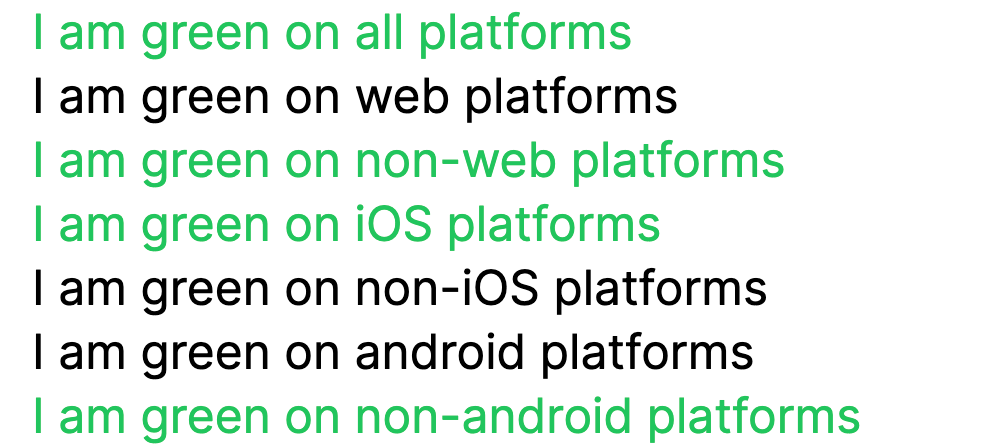 I am green on all platforms
I am green on web platforms
I am green on non-web platforms
I am green on iOS platforms
I am green on non-iOS platforms
I am green on android platforms
I am green on non-android platforms